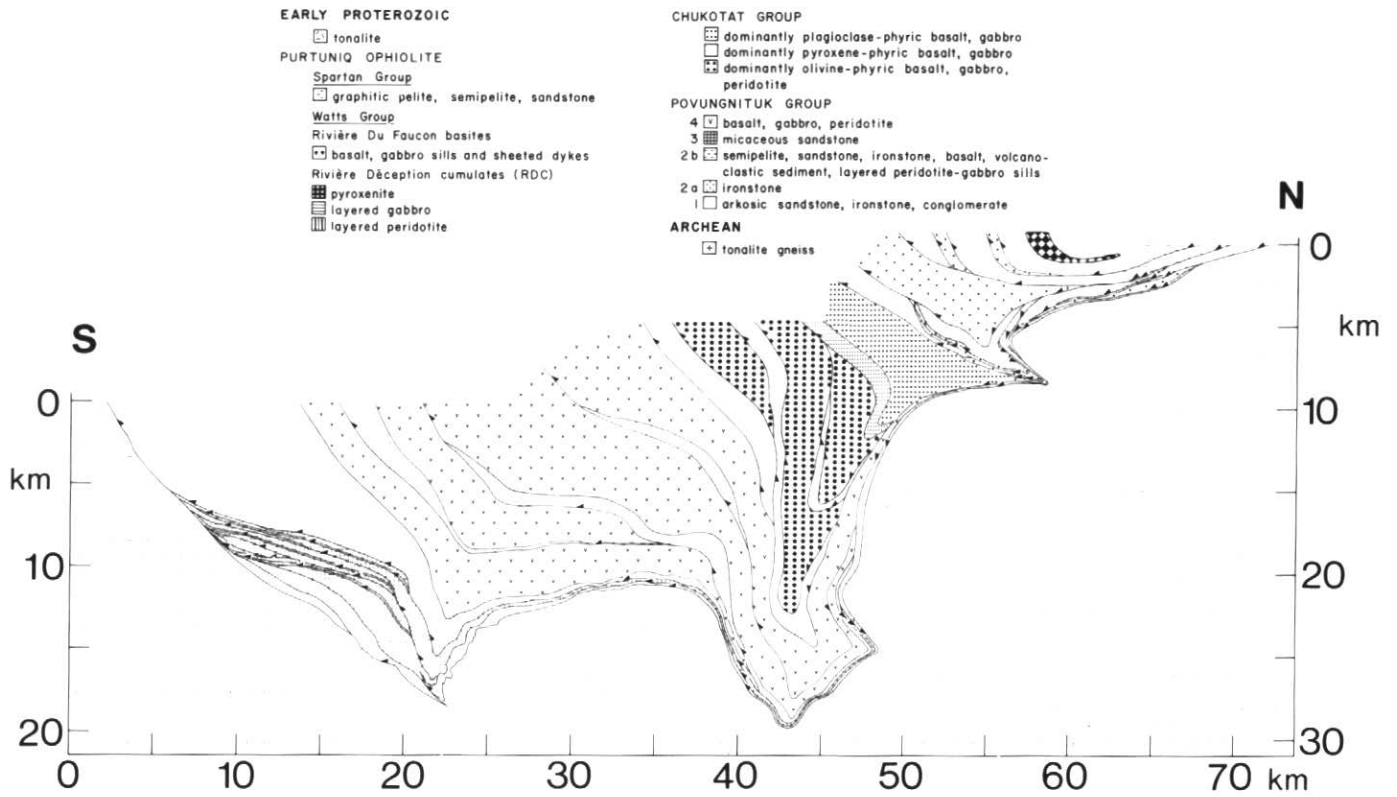 EARLY PROTEROZOIC
tonalite
PURTUNIQ OPHIOLITE
Spartan Group
graphitic pelite, semipelite, sandstone
Watts Group
Rivière Du Faucon basites
basalt, gabbro sills and sheeted dykes
Rivière Déception cumulates (RDC)
pyroxenite
layered gabbro
layered peridotite
CHUKOTAT GROUP
dominantly plagioclase-phyric basalt, gabbro
dominantly pyroxene-phyric basalt, gabbro
dominantly olivine-phyric basalt, gabbro,
peridotite
POVUNGNITUK GROUP
4 v basalt, gabbro, peridotite
3 micaceous sandstone
2b semipelite, sandstone, ironstone, basalt, volcano-
clastic sediment, layered peridotite-gabbro sills
2a ironstone
1 arkosic sandstone, ironstone, conglomerate
ARCHEAN
+ tonalite gneiss
N
0
km
10
20
30
S
0
km
10
20
0 10 20 30 40 50 60 70 km